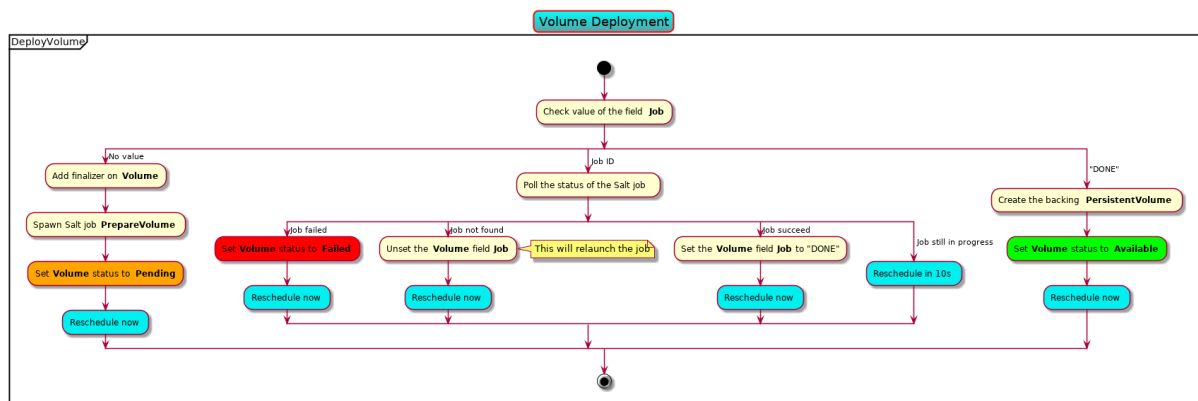 Volume Deployment
DeployVolume
Check value of the field Job
No value
Add finalizer on Volume
Spawn Salt job PrepareVolume
Set Volume status to Pending
Reschedule now
Job ID
Poll the status of the Salt job
Job failed
Set Volume status to Failed
Reschedule now
Job not found
Unset the Volume field Job
This will relaunch the job
Reschedule now
Job succeed
Set the Volume field Job to "DONE"
Reschedule now
Job still in progress
Reschedule in 10s
"DONE"
Create the backing PersistentVolume
Set Volume status to Available
Reschedule now